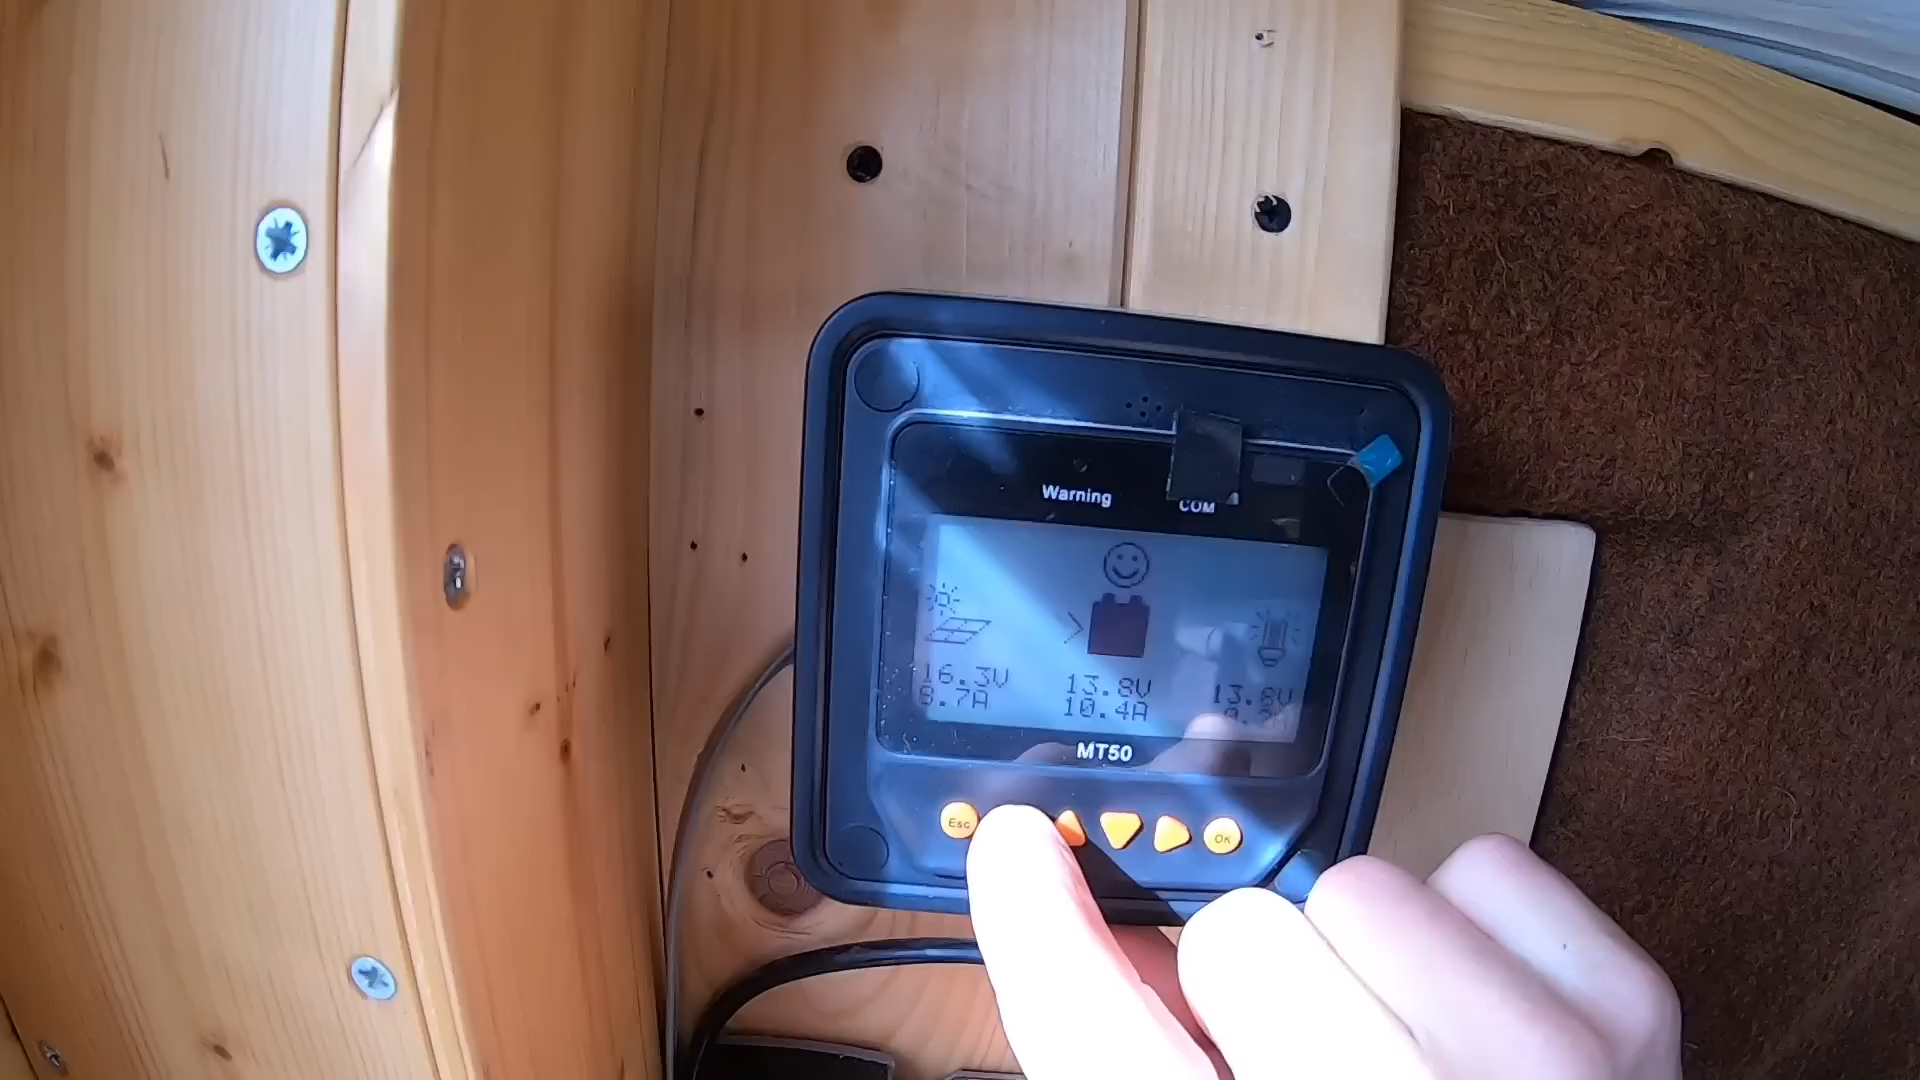 Warning
COM
16.3V 13.8V 13.8V
8.7A 10.4A
MT50
Esc OK